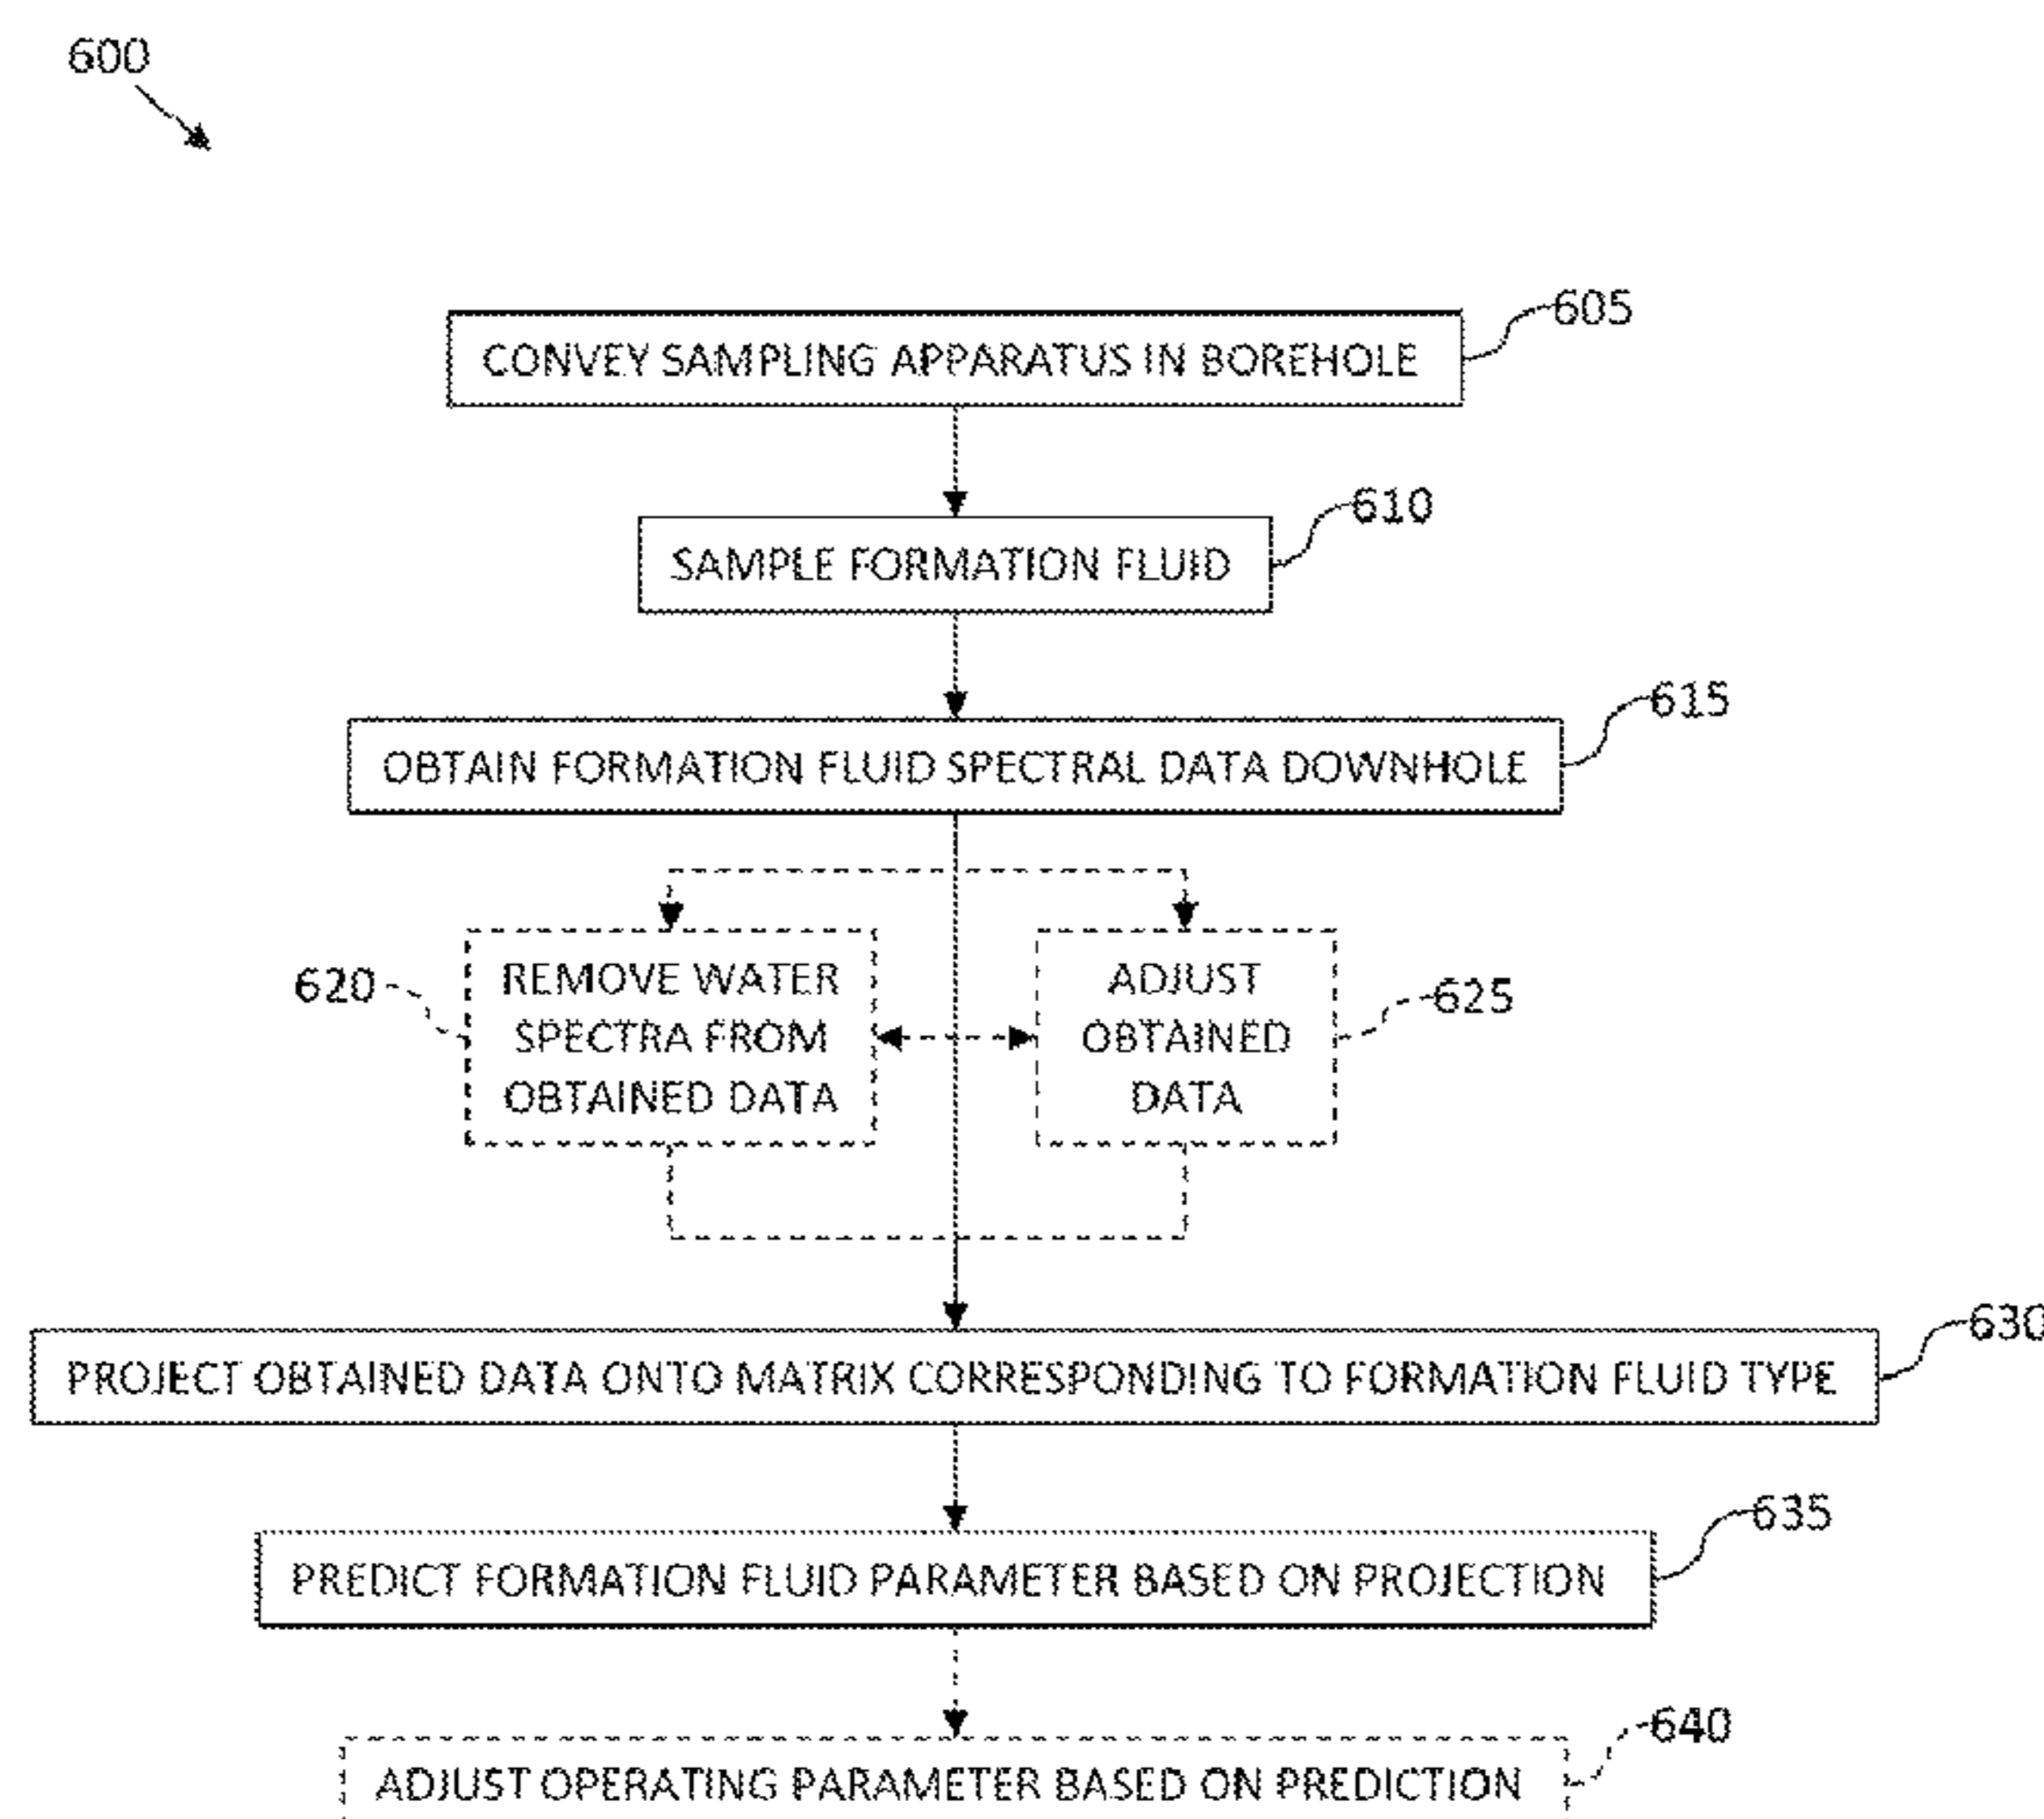 600
CONVEY SAMPLING APPARATUS IN BOREHOLE
605
SAMPLE FORMATION FLUID
610
OBTAIN FORMATION FLUID SPECTRAL DATA DOWNHOLE
615
620
REMOVE WATER
SPECTRA FROM
OBTAINED DATA
ADJUST
OBTAINED
DATA
625
PROJECT OBTAINED DATA ONTO MATRIX CORRESPONDING TO FORMATION FLUID TYPE
630
PREDICT FORMATION FLUID PARAMETER BASED ON PROJECTION
635
ADJUST OPERATING PARAMETER BASED ON PREDICTION
640